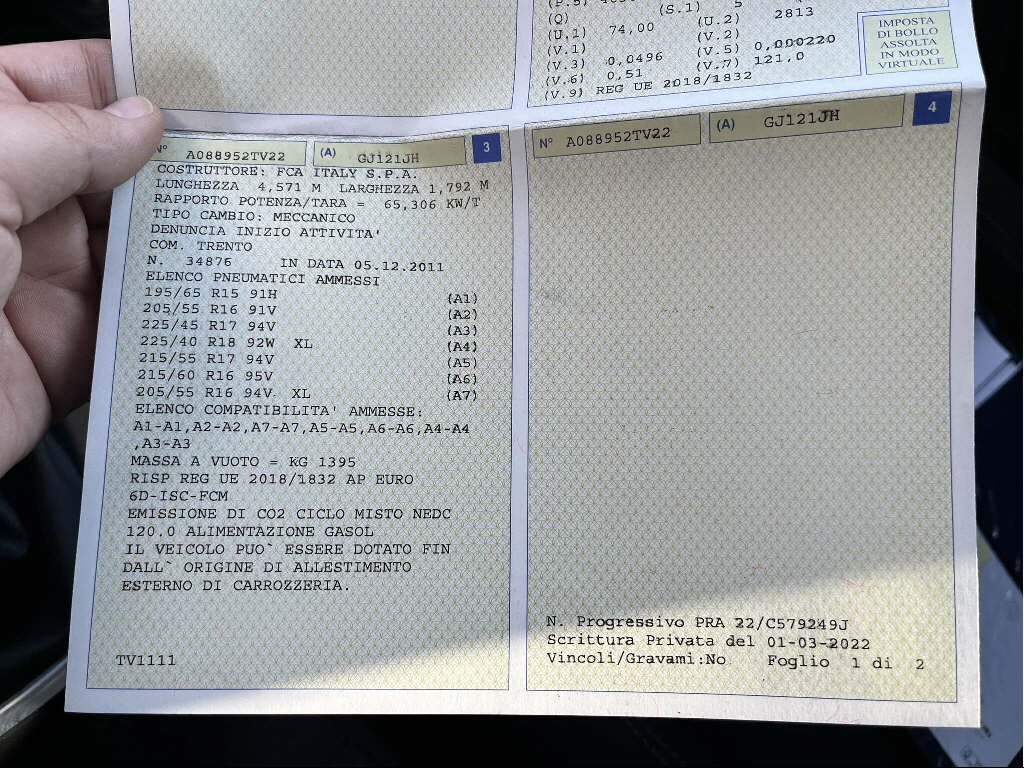 (Q) (S.1) 5
(U.1) 74,00 (U.2) 2813
(V.1) (V.2)
(V.3) 0,0496 (V.5) 0,000220
(V.6) 0,51 (V.7) 121,0
(V.9) REG UE 2018/1832
IMPOSTA
DI BOLLO
ASSOLTA
IN MODO
VIRTUALE
N° A088952TV22 (A) GJ121JH 3
COSTRUTTORE: FCA ITALY S.P.A.
LUNGHEZZA 4,571 M LARGHEZZA 1,792 M
RAPPORTO POTENZA/TARA = 65,306 KW/T
TIPO CAMBIO: MECCANICO
DENUNCIA INIZIO ATTIVITA'
COM. TRENTO
N. 34876 IN DATA 05.12.2011
ELENCO PNEUMATICI AMMESSI
195/65 R15 91H (A1)
205/55 R16 91V (A2)
225/45 R17 94V (A3)
225/40 R18 92W XL (A4)
215/55 R17 94V (A5)
215/60 R16 95V (A6)
205/55 R16 94V XL (A7)
ELENCO COMPATIBILITA' AMMESSE:
A1-A1,A2-A2,A7-A7,A5-A5,A6-A6,A4-A4
,A3-A3
MASSA A VUOTO = KG 1395
RISP REG UE 2018/1832 AP EURO
6D-ISC-FCM
EMISSIONE DI CO2 CICLO MISTO NEDC
120.0 ALIMENTAZIONE GASOL
IL VEICOLO PUO` ESSERE DOTATO FIN
DALL` ORIGINE DI ALLESTIMENTO
ESTERNO DI CARROZZERIA.
TV1111
N° A088952TV22 (A) GJ121JH 4
N. Progressivo PRA 22/C579249J
Scrittura Privata del 01-03-2022
Vincoli/Gravami:No Foglio 1 di 2